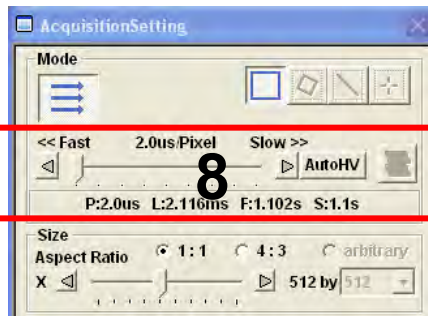 AcquisitionSetting
Mode
<< Fast 2.0us/Pixel Slow >>
AutoHV
8
P:2.0us L:2.116ms F:1.102s S:1.1s
Size
Aspect Ratio 1:1 4:3 arbitrary
X 512 by 512